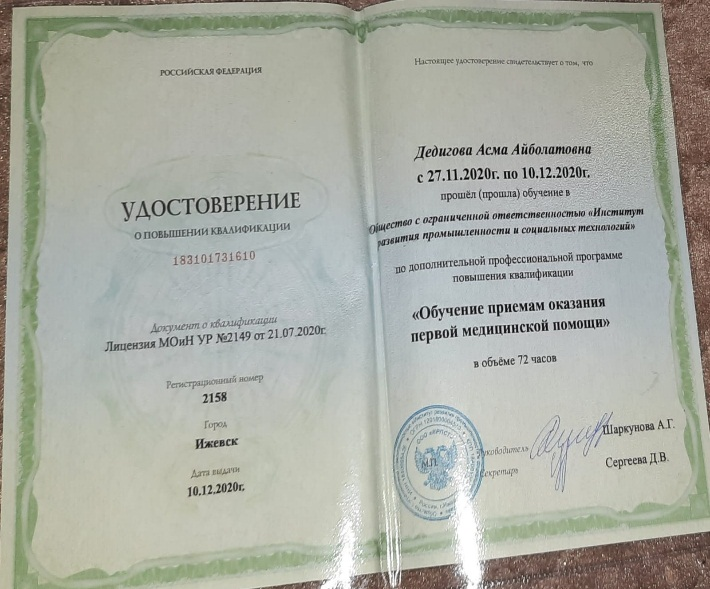 РОССИЙСКАЯ ФЕДЕРАЦИЯ
УДОСТОВЕРЕНИЕ
О ПОВЫШЕНИИ КВАЛИФИКАЦИИ
183101731610
Документ о квалификации
Лицензия МОиН УР №2149 от 21.07.2020г.
Регистрационный номер
2158
Город
Ижевск
Дата выдачи
10.12.2020г.
Настоящее удостоверение свидетельствует о том, что
Дедигова Асма Айболатовна
с 27.11.2020г. по 10.12.2020г.
прошёл (прошла) обучение в
Общество с ограниченной ответственностью «Институт
развития промышленности и социальных технологий»
по дополнительной профессиональной программе
повышения квалификации
«Обучение приемам оказания
первой медицинской помощи»
в объёме 72 часов
М.П.
Руководитель
Шаркунова А.Г.
Секретарь
Сергеева Д.В.